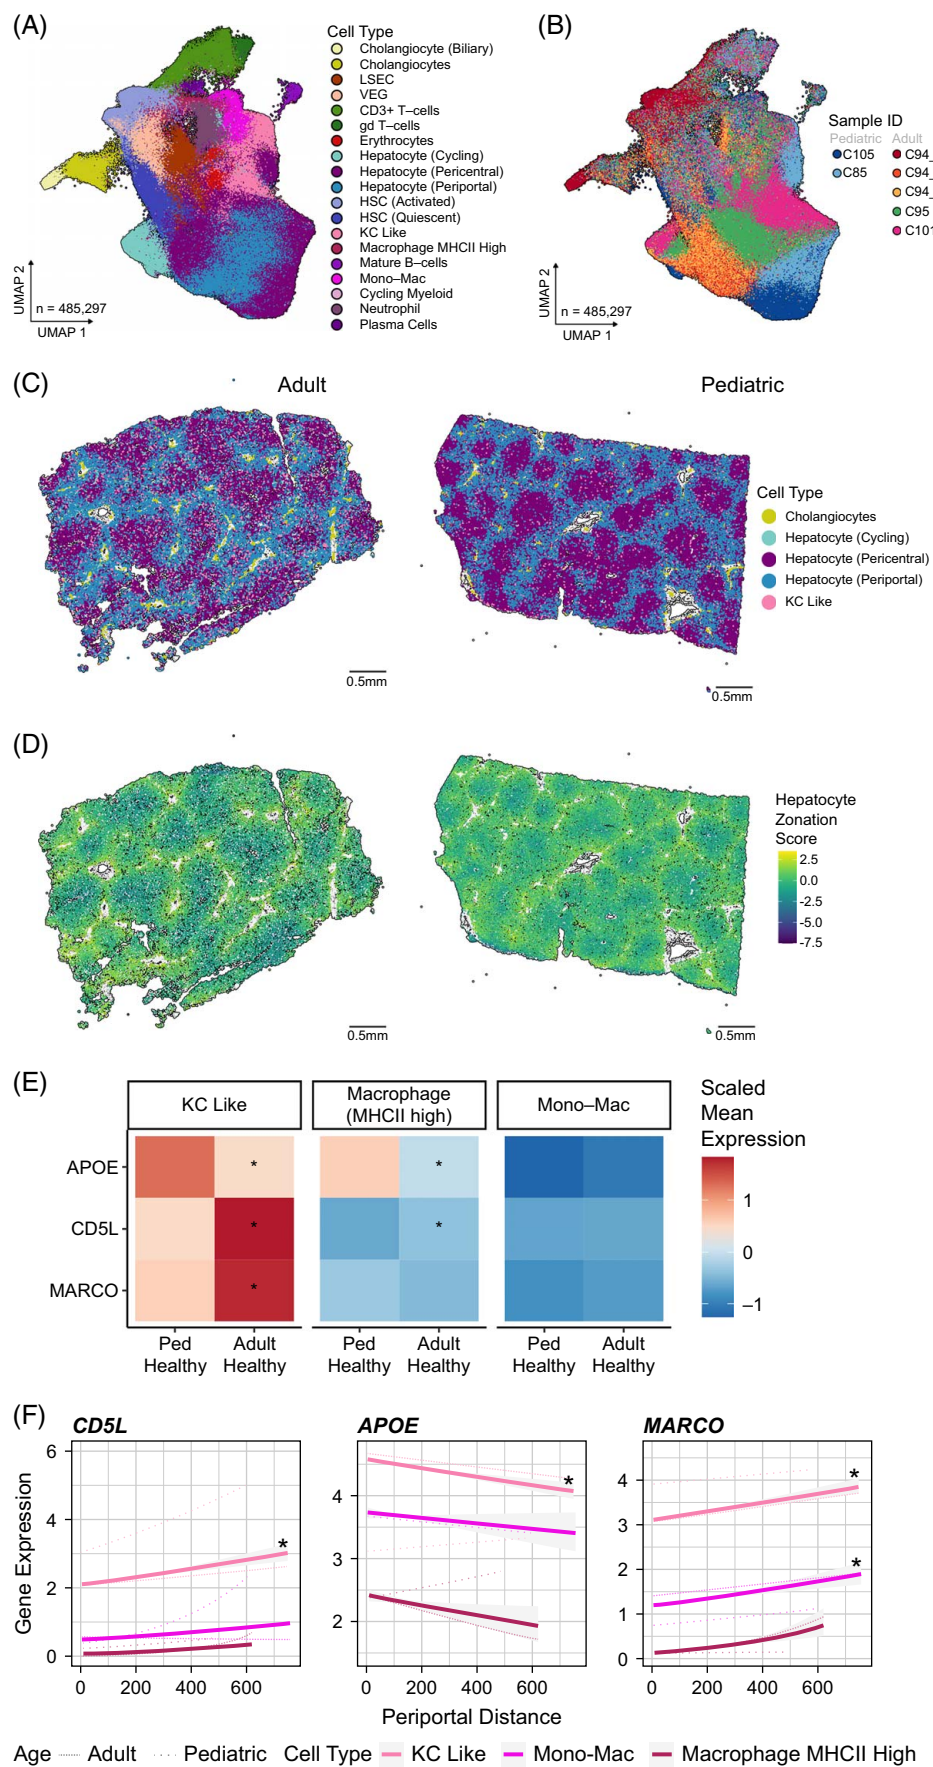 (A)
Cell Type
Cholangiocyte (Biliary)
Cholangiocytes
LSEC
VEG
CD3+ T–cells
gd T–cells
Erythrocytes
Hepatocyte (Cycling)
Hepatocyte (Pericentral)
Hepatocyte (Periportal)
HSC (Activated)
HSC (Quiescent)
KC Like
Macrophage MHCII High
Mature B–cells
Mono–Mac
Cycling Myeloid
Neutrophil
Plasma Cells
UMAP 2
n = 485,297
UMAP 1
(B)
Sample ID
Pediatric Adult
C105 C94_
C85 C94_
C94_
C95
C101
UMAP 2
n = 485,297
UMAP 1
(C)
Adult
Pediatric
Cell Type
Cholangiocytes
Hepatocyte (Cycling)
Hepatocyte (Pericentral)
Hepatocyte (Periportal)
KC Like
0.5mm
0.5mm
(D)
Hepatocyte
Zonation
Score
2.5
0.0
-2.5
-5.0
-7.5
0.5mm
0.5mm
(E)
KC Like
Macrophage
(MHCII high)
Mono–Mac
APOE
* *
CD5L
* *
MARCO
*
Ped
Healthy
Adult
Healthy
Ped
Healthy
Adult
Healthy
Ped
Healthy
Adult
Healthy
Scaled
Mean
Expression
1
0
–1
(F)
CD5L
APOE
MARCO
Gene Expression
6
4
2
0
*
0 200 400 600
4
3
2
*
0 200 400 600
4
3
2
1
0
*
*
0 200 400 600
Periportal Distance
Age Adult Pediatric Cell Type KC Like Mono-Mac Macrophage MHCII High